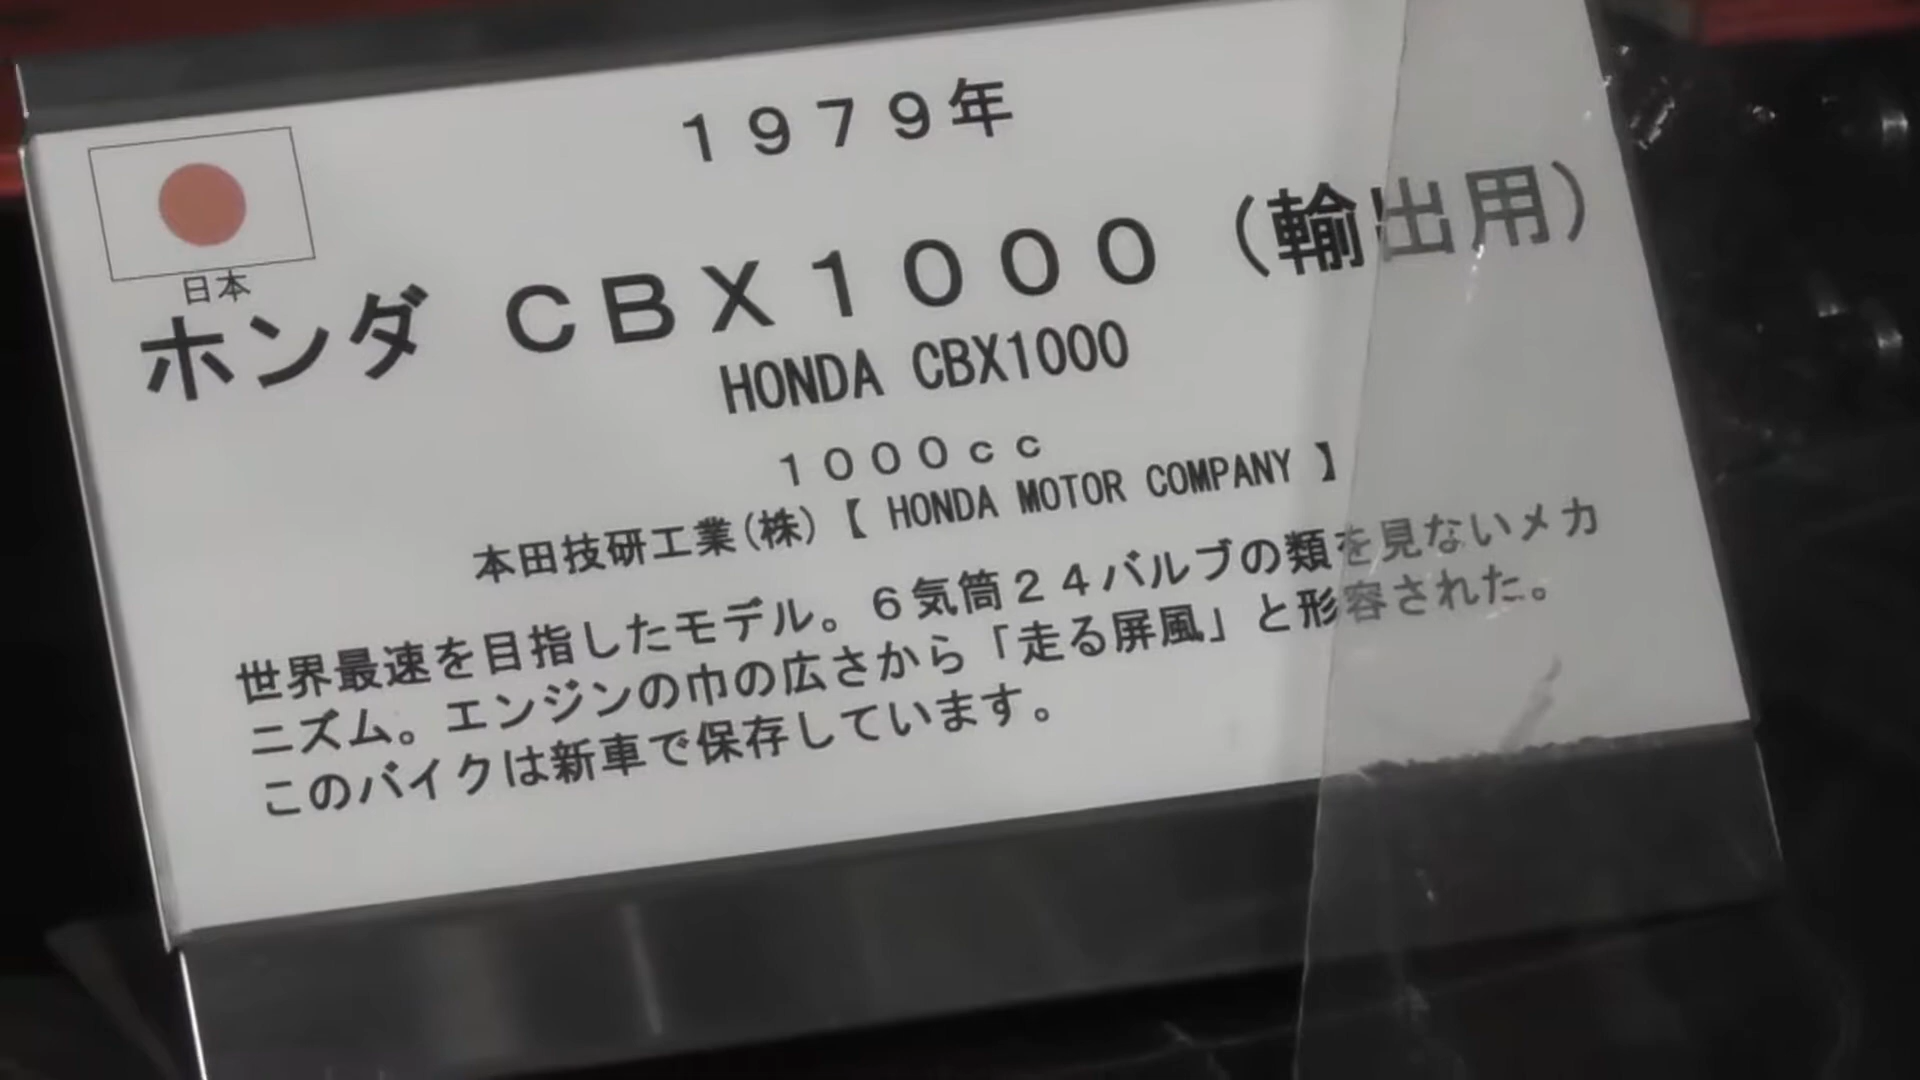 1979年
日本
ホンダ CBX1000（輸出用）
HONDA CBX1000
1000cc
本田技研工業(株)【 HONDA MOTOR COMPANY 】
世界最速を目指したモデル。6気筒24バルブの類を見ないメカ
ニズム。エンジンの巾の広さから「走る屏風」と形容された。
このバイクは新車で保存しています。